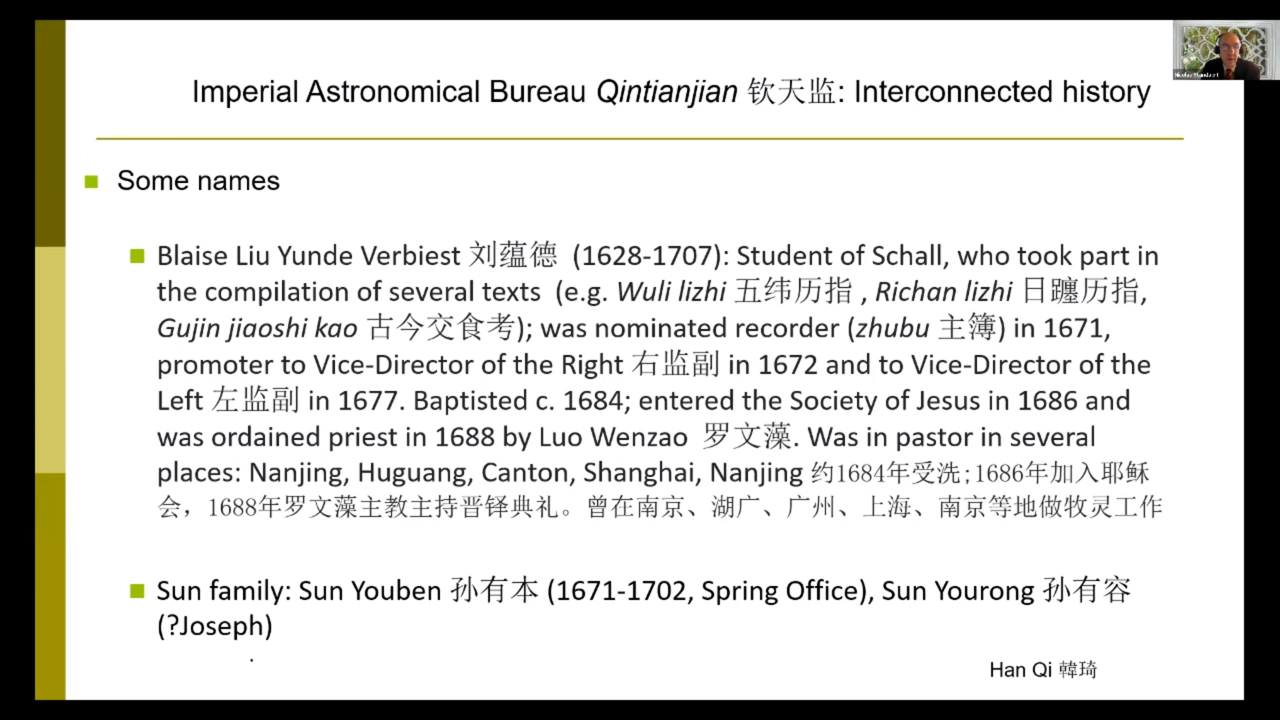 Nicolas Standaert
Imperial Astronomical Bureau Qintianjian 钦天监: Interconnected history
Some names
Blaise Liu Yunde Verbiest 刘蕴德 (1628-1707): Student of Schall, who took part in
the compilation of several texts (e.g. Wuli lizhi 五纬历指 , Richan lizhi 日躔历指,
Gujin jiaoshi kao 古今交食考); was nominated recorder (zhubu 主簿) in 1671,
promoter to Vice-Director of the Right 右监副 in 1672 and to Vice-Director of the
Left 左监副 in 1677. Baptisted c. 1684; entered the Society of Jesus in 1686 and
was ordained priest in 1688 by Luo Wenzao 罗文藻. Was in pastor in several
places: Nanjing, Huguang, Canton, Shanghai, Nanjing 约1684年受洗；1686年加入耶稣
会，1688年罗文藻主教主持晋铎典礼。曾在南京、湖广、广州、上海、南京等地做牧灵工作
Sun family: Sun Youben 孙有本 (1671-1702, Spring Office), Sun Yourong 孙有容
(?Joseph)
.
Han Qi 韓琦